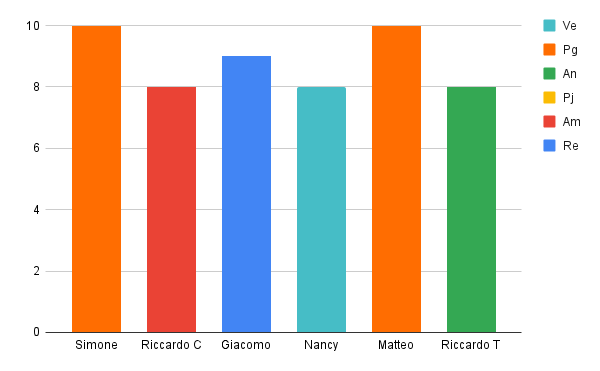 10
8
6
4
2
0
Simone Riccardo C Giacomo Nancy Matteo Riccardo T
Ve
Pg
An
Pj
Am
Re